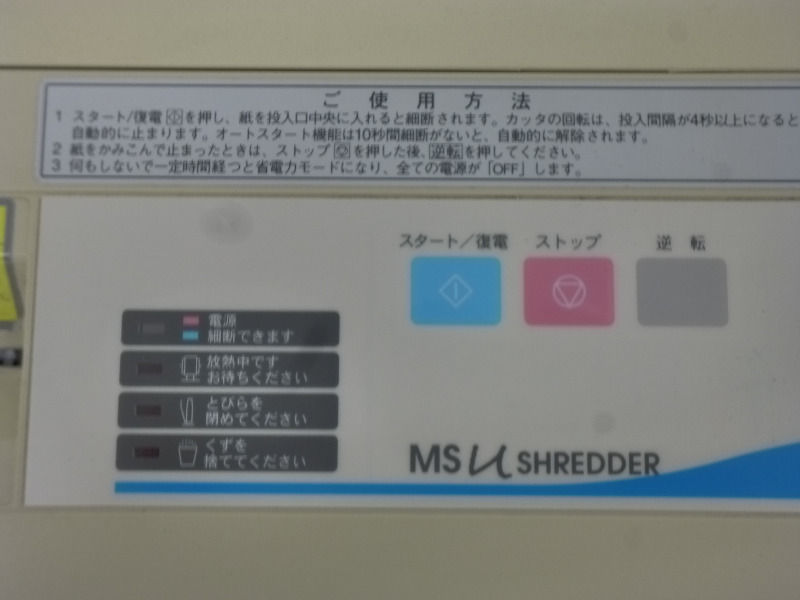 ご使用方法
1 スタート/復電を押し、紙を投入口中央に入れると細断されます。カッタの回転は、投入間隔が4秒以上になると
自動的に止まります。オートスタート機能は10秒間細断がないと、自動的に解除されます。
2 紙をかみこんで止まったときは、ストップを押した後、逆転を押してください。
3 何もしないで一定時間経つと省電力モードになり、全ての電源が「OFF」します。
スタート/復電 ストップ 逆転
電源
細断できます
放熱中です
お待ちください
とびらを
閉めてください
くずを
捨ててください
MS μ SHREDDER